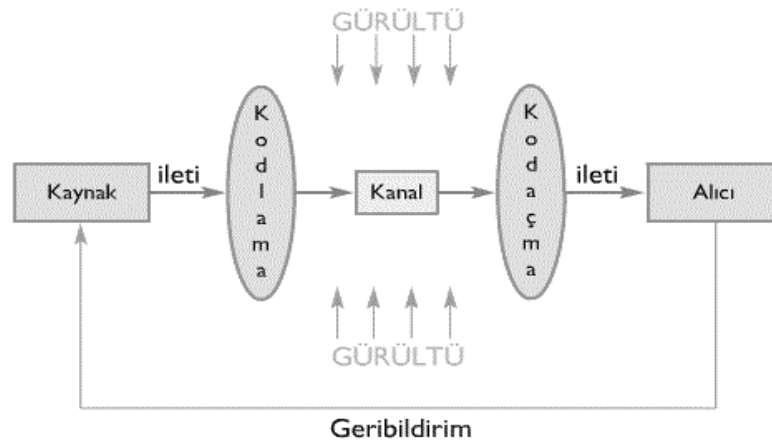 GÜRÜLTÜ
Kaynak
ileti
Kodlama
Kanal
Kodaçma
ileti
Alıcı
GÜRÜLTÜ
Geribildirim